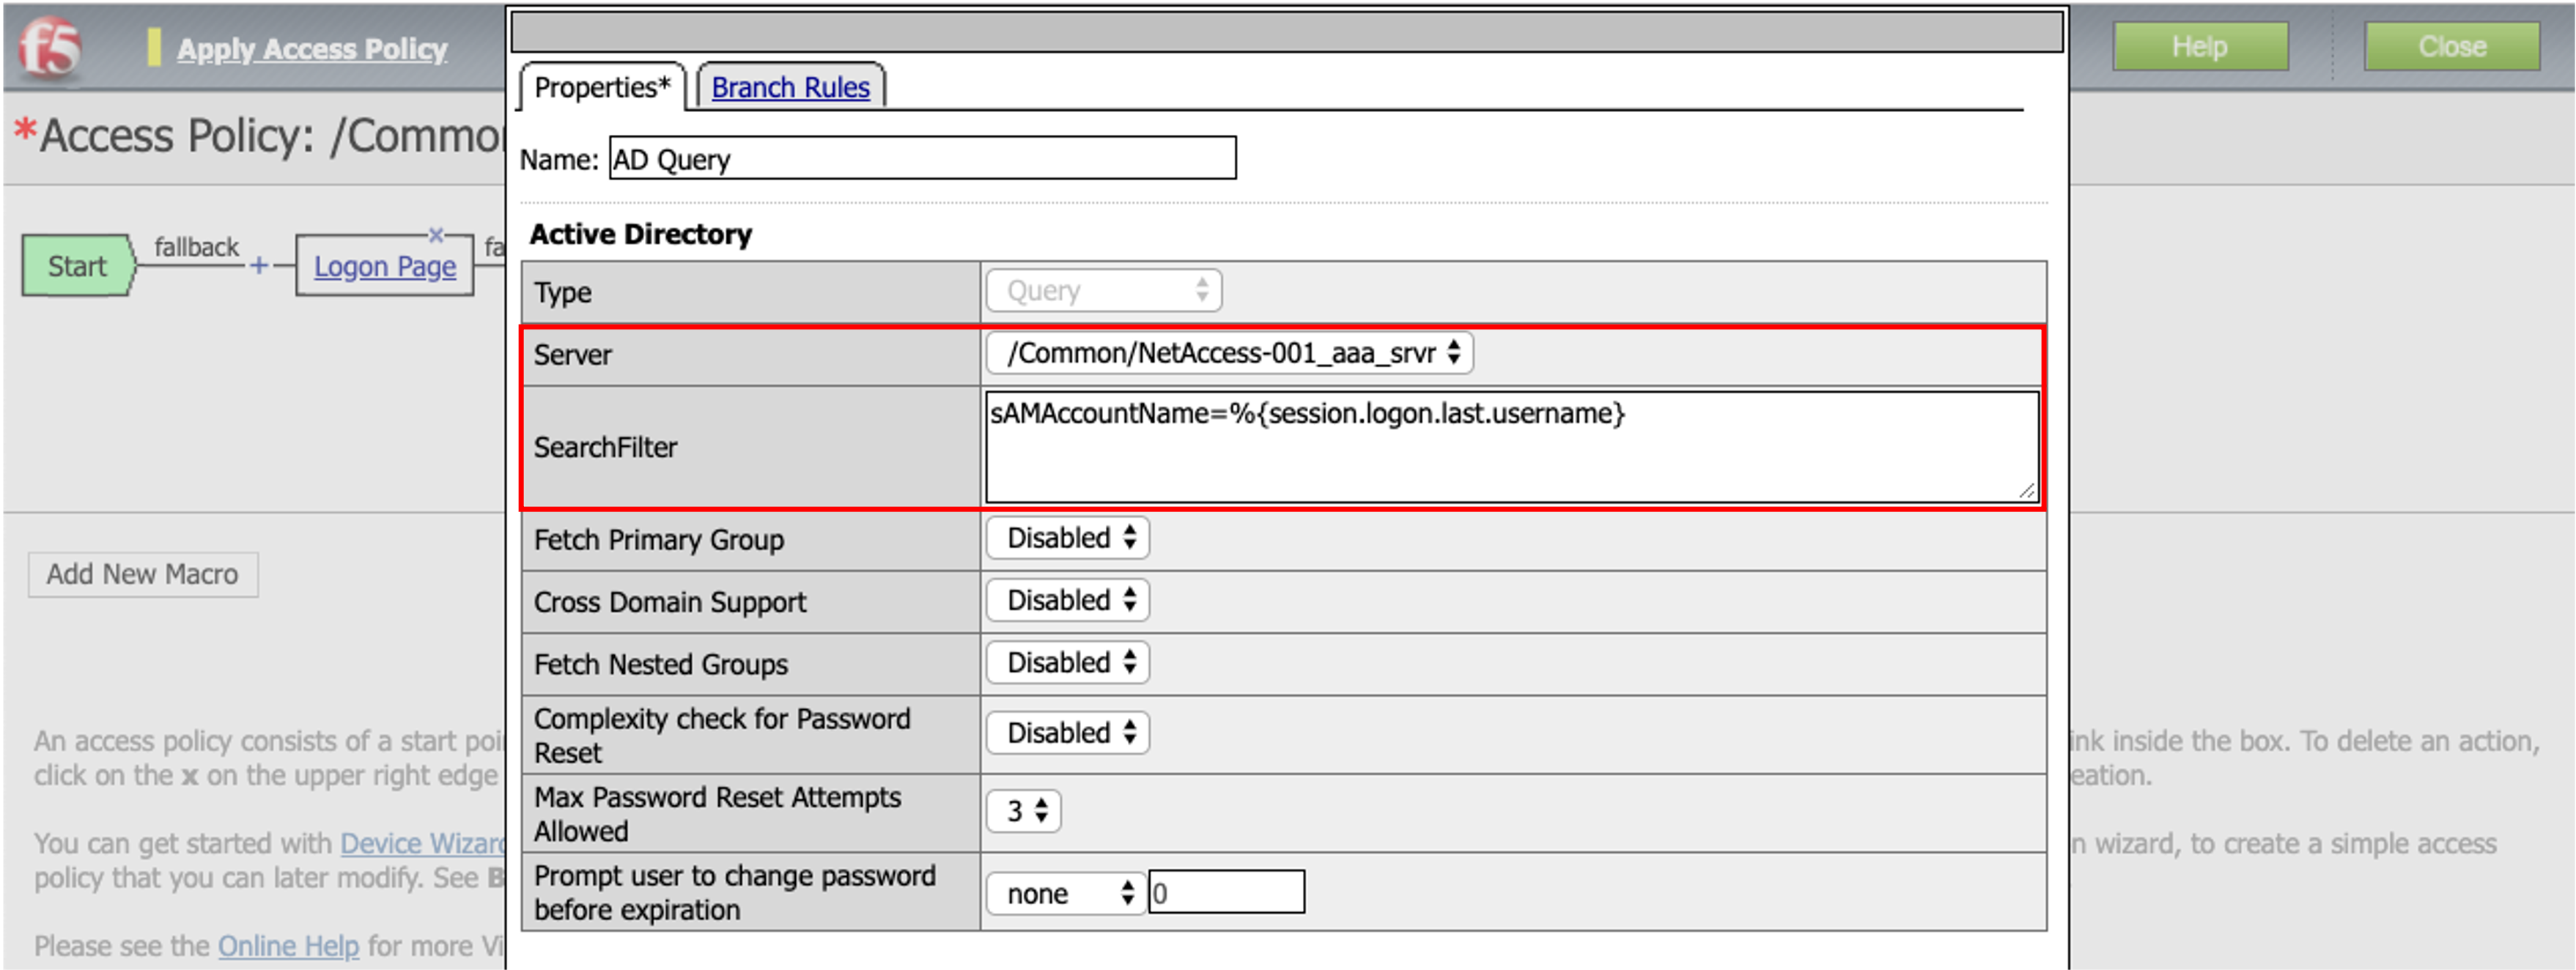 f5
Apply Access Policy
Help
Close
Properties*
Branch Rules
*Access Policy: /Common
Name: AD Query
Start
fallback
+
x
Logon Page
fa
Active Directory
Type
Query
Server
/Common/NetAccess-001_aaa_srvr
SearchFilter
sAMAccountName=%{session.logon.last.username}
Fetch Primary Group
Disabled
Cross Domain Support
Disabled
Fetch Nested Groups
Disabled
Complexity check for Password
Reset
Disabled
Max Password Reset Attempts
Allowed
3
Prompt user to change password
before expiration
none
0
Add New Macro
An access policy consists of a start poi
ink inside the box. To delete an action,
click on the x on the upper right edge
eation.
You can get started with Device Wizard
n wizard, to create a simple access
policy that you can later modify. See B
Please see the Online Help for more Vi